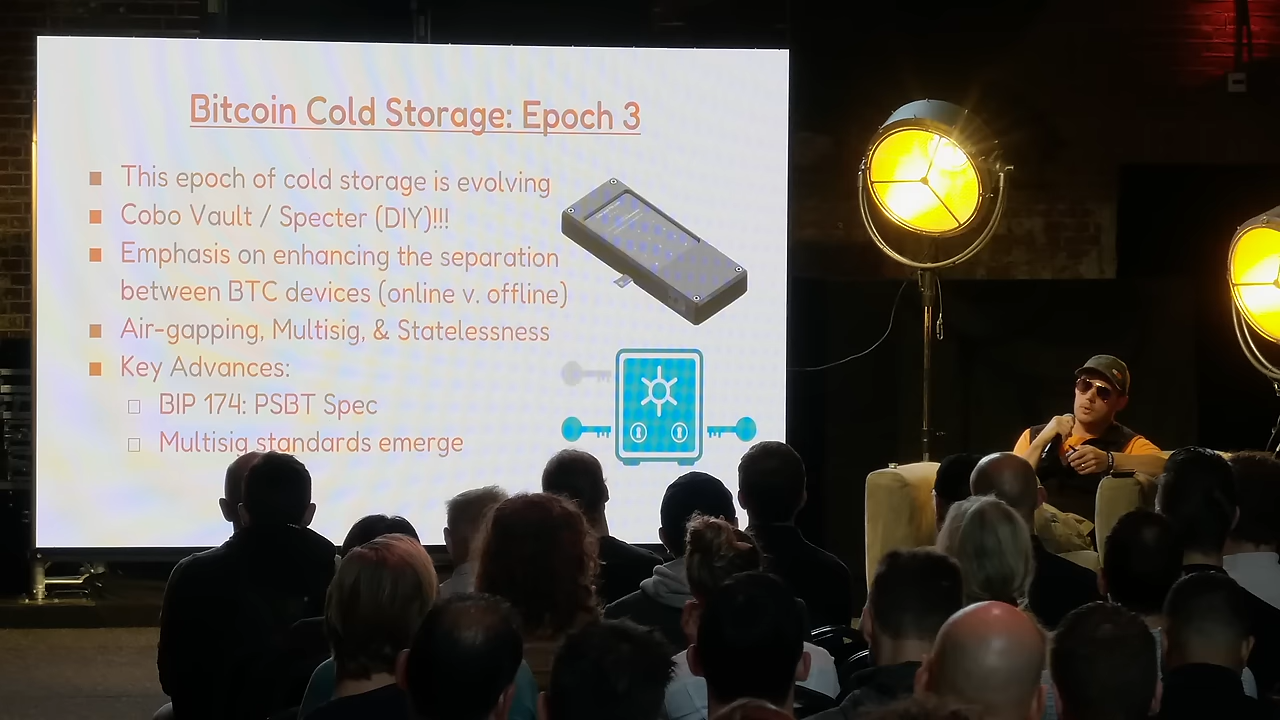 Bitcoin Cold Storage: Epoch 3
This epoch of cold storage is evolving
Cobo Vault / Specter (DIY)!!!
Emphasis on enhancing the separation
between BTC devices (online v. offline)
Air-gapping, Multisig, & Statelessness
Key Advances:
BIP 174: PSBT Spec
Multisig standards emerge